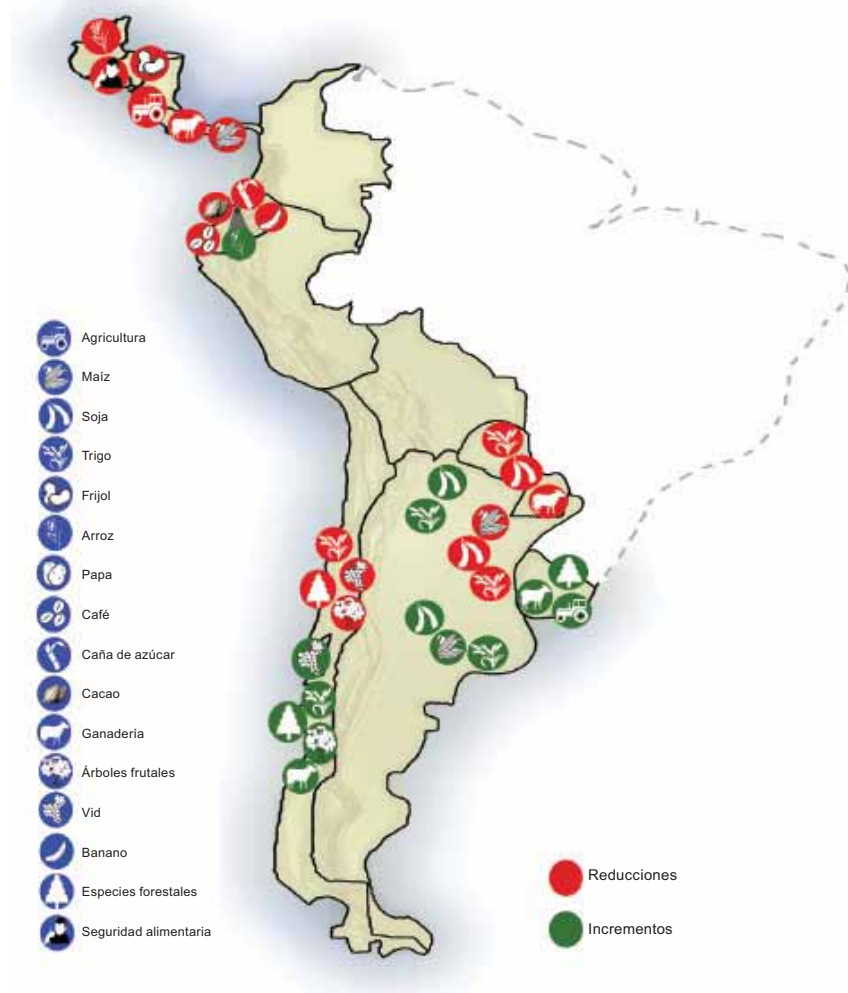 Agricultura
Maíz
Soja
Trigo
Frijol
Arroz
Papa
Café
Caña de azúcar
Cacao
Ganadería
Árboles frutales
Vid
Banano
Especies forestales
Seguridad alimentaria
Reducciones
Incrementos